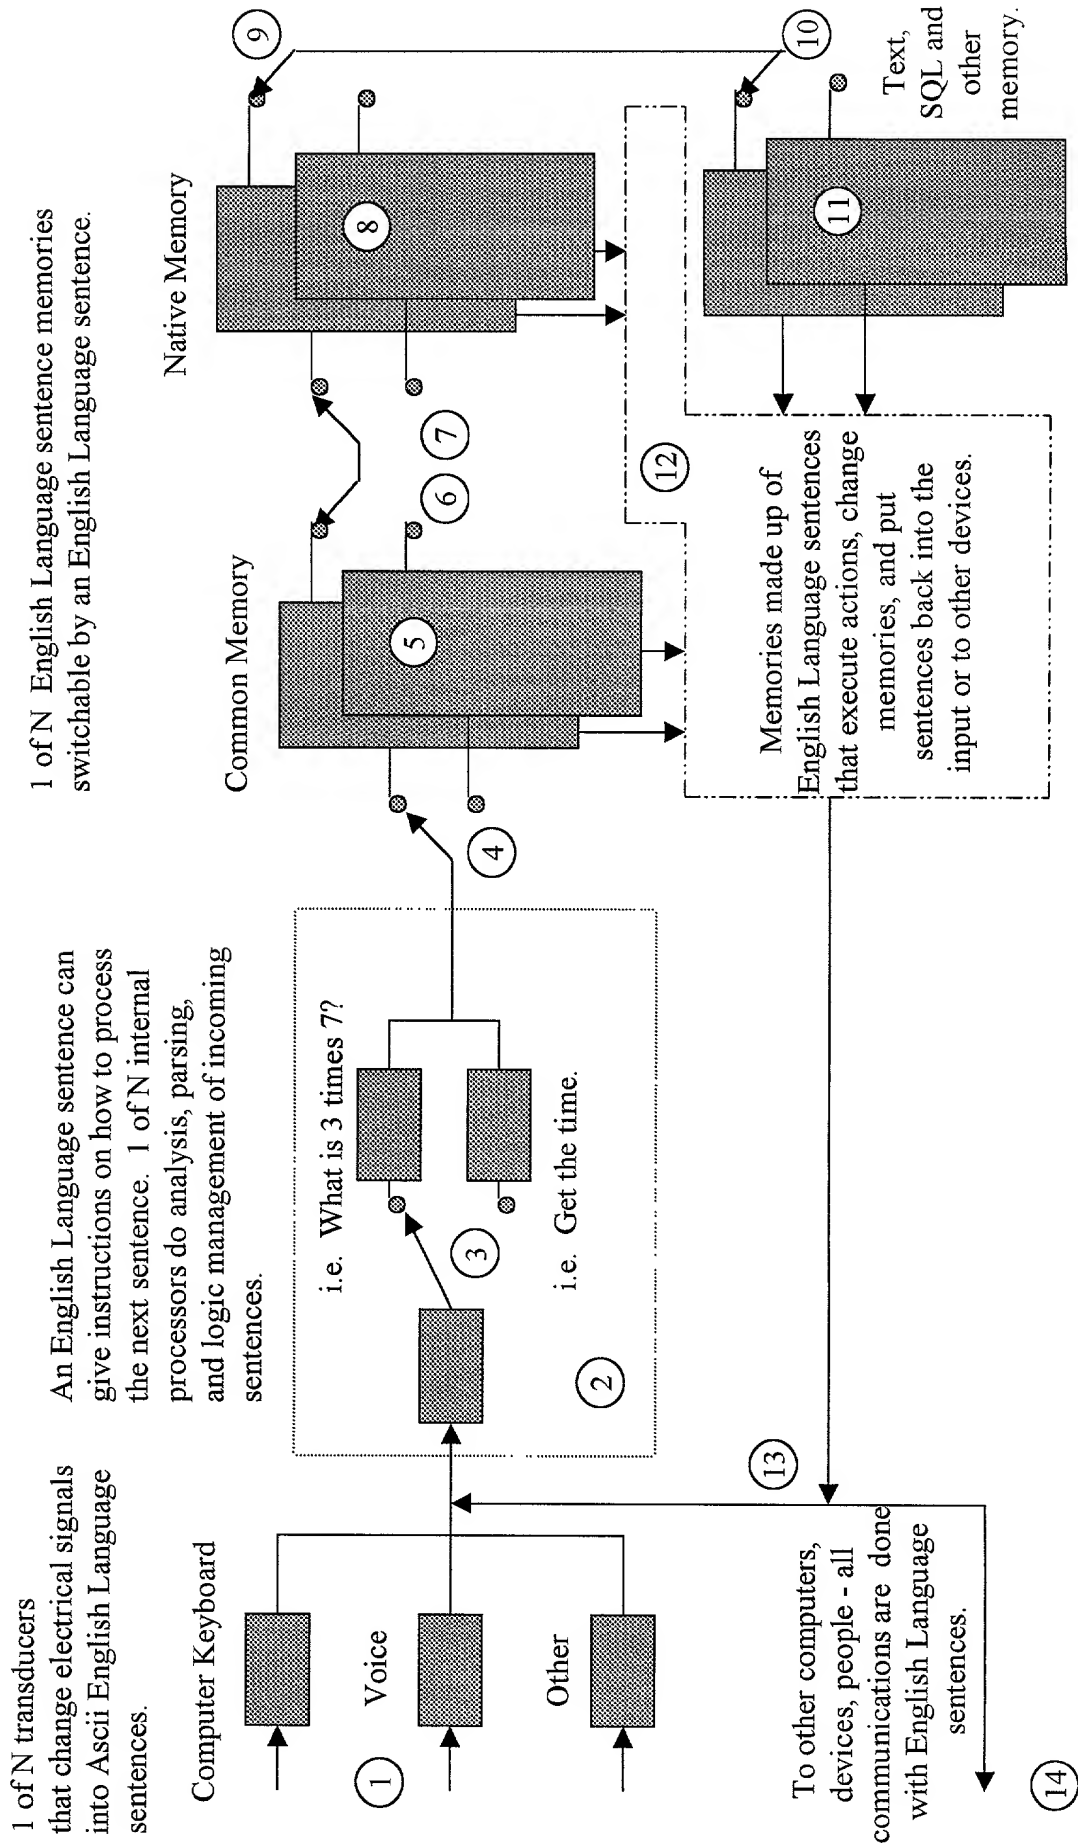 1 of N transducers
that change electrical signals
into Ascii English Language
sentences.
An English Language sentence can
give instructions on how to process
the next sentence. 1 of N internal
processors do analysis, parsing,
and logic management of incoming
sentences.
1 of N English Language sentence memories
switchable by an English Language sentence.
Computer Keyboard
Voice
Other
1
i.e. What is 3 times 7?
3
i.e. Get the time.
2
4
Common Memory
5
6
7
Native Memory
8
9
10
Text,
SQL and
other
memory.
11
12
Memories made up of
English Language sentences
that execute actions, change
memories, and put
sentences back into the
input or to other devices.
13
To other computers,
devices, people - all
communications are done
with English Language
sentences.
14